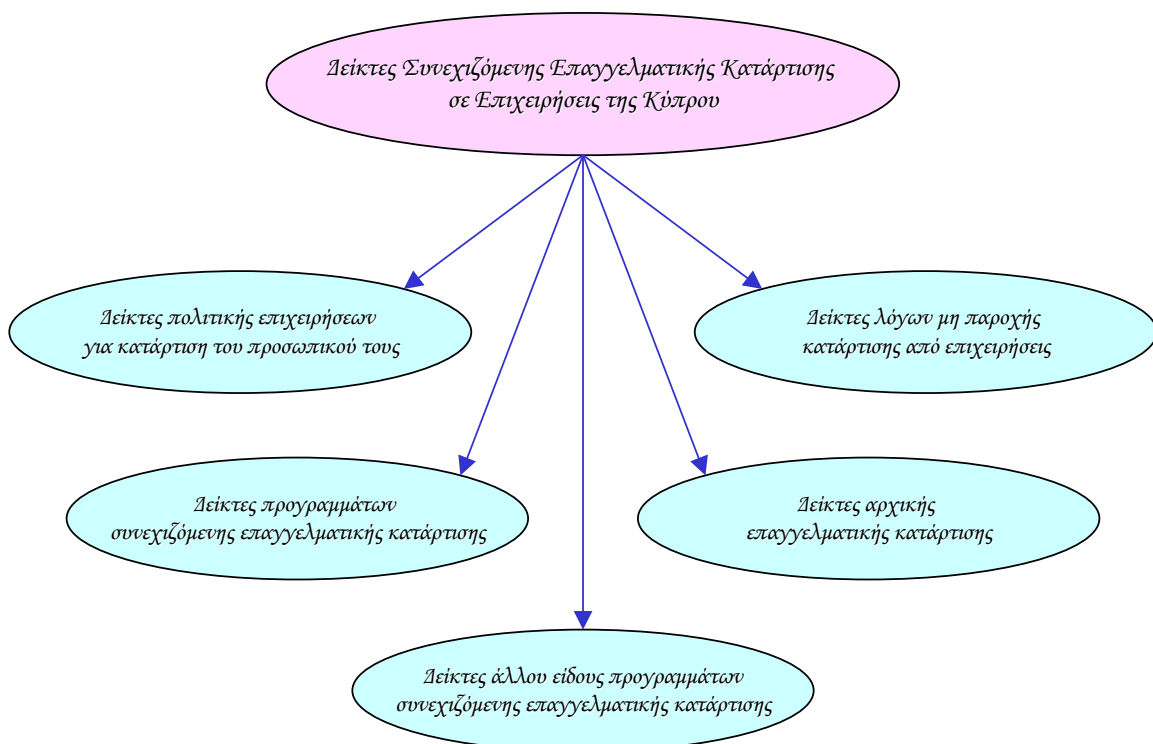 Δείκτες Συνεχιζόμενης Επαγγελματικής Κατάρτισης
σε Επιχειρήσεις της Κύπρου
Δείκτες πολιτικής επιχειρήσεων
για κατάρτιση του προσωπικού τους
Δείκτες λόγων μη παροχής
κατάρτισης από επιχειρήσεις
Δείκτες προγραμμάτων
συνεχιζόμενης επαγγελματικής κατάρτισης
Δείκτες αρχικής
επαγγελματικής κατάρτισης
Δείκτες άλλου είδους προγραμμάτων
συνεχιζόμενης επαγγελματικής κατάρτισης